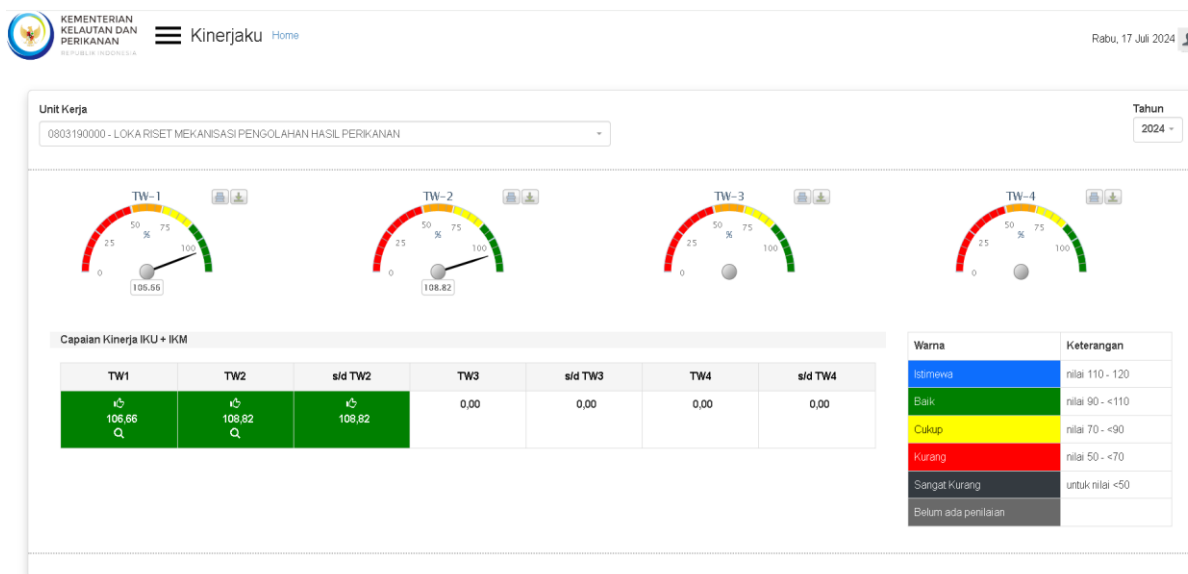 KEMENTERIAN
KELAUTAN DAN
PERIKANAN
REPUBLIK INDONESIA
Kinerjaku Home
Rabu, 17 Juli 2024
Unit Kerja
Tahun
0803190000 - LOKA RISET MEKANISASI PENGOLAHAN HASIL PERIKANAN
2024
TW-1
0 25 50 75 100
%
106.66
TW-2
0 25 50 75 100
%
108.82
TW-3
0 25 50 75 100
%
TW-4
0 25 50 75 100
%
Capaian Kinerja IKU + IKM
TW1 TW2 s/d TW2 TW3 s/d TW3 TW4 s/d TW4
106,66 108,82 108,82 0,00 0,00 0,00 0,00
Warna Keterangan
Istimewa nilai 110 - 120
Baik nilai 90 - <110
Cukup nilai 70 - <90
Kurang nilai 50 - <70
Sangat Kurang untuk nilai <50
Belum ada penilaian